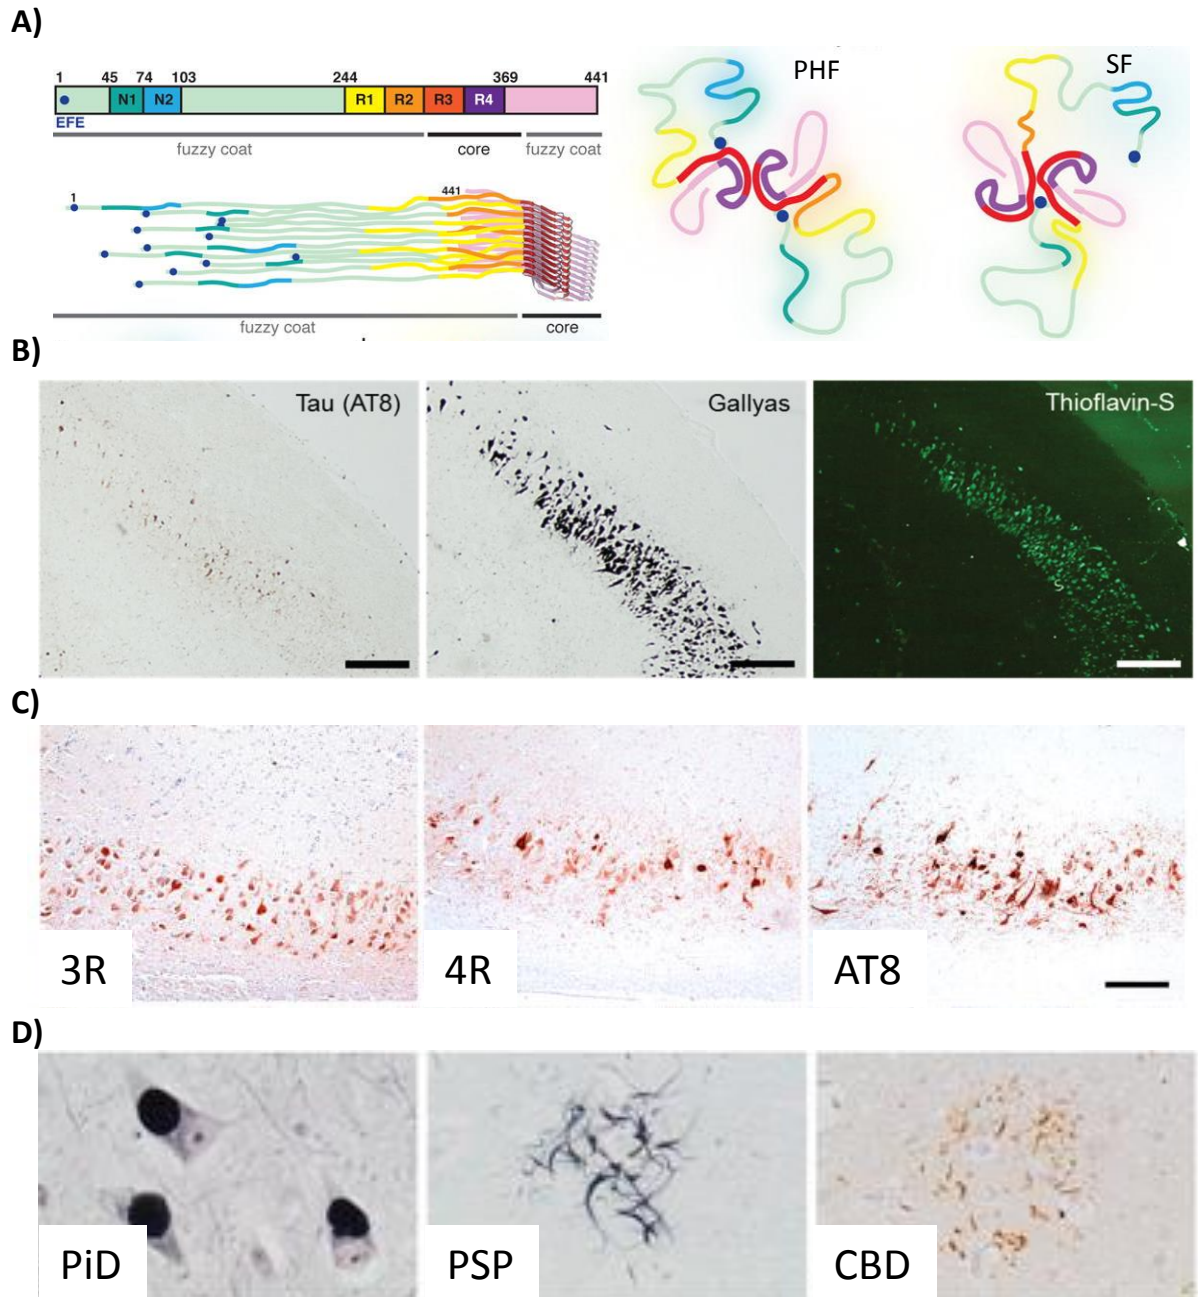 A)
1 45 74 103 244 369 441
N1 N2 R1 R2 R3 R4
EFE
fuzzy coat core fuzzy coat
1 441
fuzzy coat core
PHF
SF
B)
Tau (AT8)
Gallyas
Thioflavin-S
S
C)
3R
4R
AT8
D)
PiD
PSP
CBD